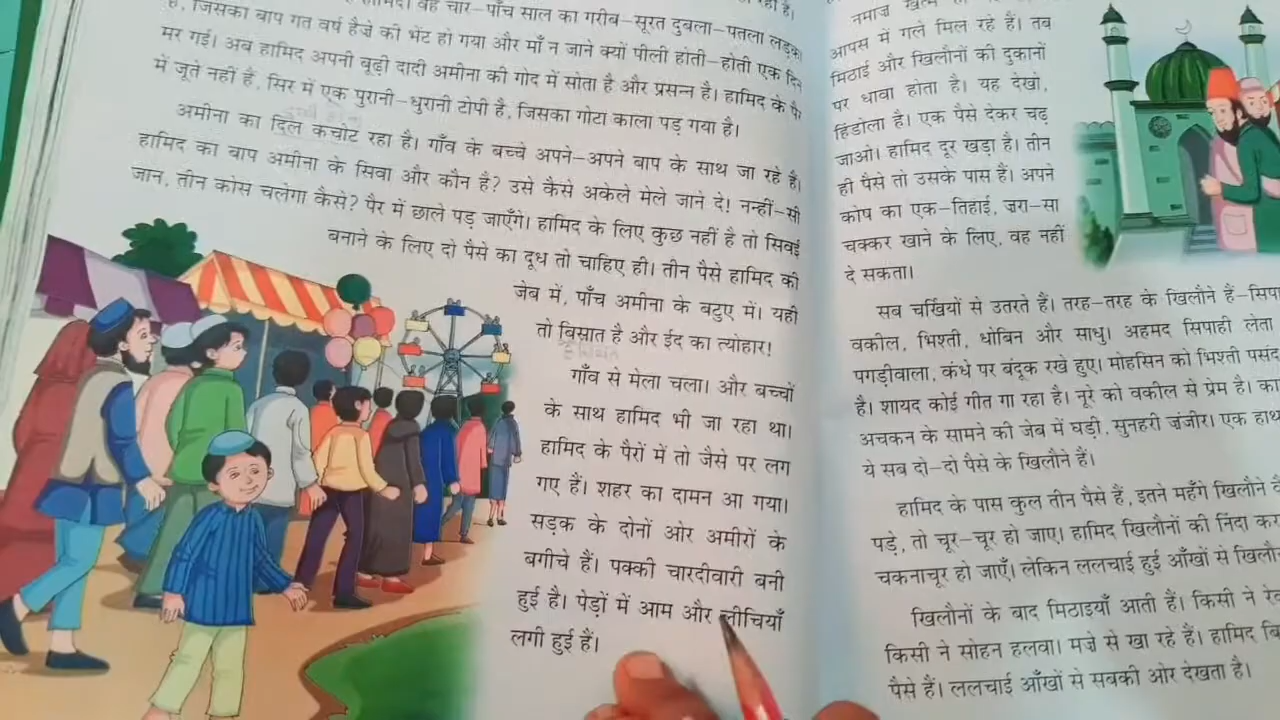 वह चार-पाँच साल का गरीब-सूरत दुबला-पतला लड़का
है, जिसका बाप गत वर्ष हैजे की भेंट हो गया और माँ न जाने क्यों पीली होती-होती एक दिन
मर गई। अब हामिद अपनी बूढ़ी दादी अमीना की गोद में सोता है और प्रसन्न है। हामिद के पैर
में जूते नहीं हैं, सिर में एक पुरानी-धुरानी टोपी है, जिसका गोटा काला पड़ गया है।
अमीना का दिल कचोट रहा है। गाँव के बच्चे अपने-अपने बाप के साथ जा रहे हैं।
हामिद का बाप अमीना के सिवा और कौन है? उसे कैसे अकेले मेले जाने दे! नन्हीं-सी
जान, तीन कोस चलेगा कैसे? पैर में छाले पड़ जाएँगे। हामिद के लिए कुछ नहीं है तो सिवईं
बनाने के लिए दो पैसे का दूध तो चाहिए ही। तीन पैसे हामिद की
जेब में, पाँच अमीना के बटुए में। यही
तो बिसात है और ईद का त्योहार!
गाँव से मेला चला। और बच्चों
के साथ हामिद भी जा रहा था।
हामिद के पैरों में तो जैसे पर लग
गए हैं। शहर का दामन आ गया।
सड़क के दोनों ओर अमीरों के
बगीचे हैं। पक्की चारदीवारी बनी
हुई है। पेड़ों में आम और लीचियाँ
लगी हुई हैं।
नमाज खत्म
आपस में गले मिल रहे हैं। तब
मिठाई और खिलौनों की दुकानों
पर धावा होता है। यह देखो,
हिंडोला है। एक पैसे देकर चढ़
जाओ। हामिद दूर खड़ा है। तीन
ही पैसे तो उसके पास हैं। अपने
कोष का एक-तिहाई, जरा-सा
चक्कर खाने के लिए, वह नहीं
दे सकता।
सब चर्खियों से उतरते हैं। तरह-तरह के खिलौने हैं-सिपा
वकील, भिश्ती, धोबिन और साधु। अहमद सिपाही लेता
पगड़ीवाला, कंधे पर बंदूक रखे हुए। मोहसिन को भिश्ती पसंद
है। शायद कोई गीत गा रहा है। नूरे को वकील से प्रेम है। का
अचकन के सामने की जेब में घड़ी, सुनहरी जंजीर। एक हाथ
ये सब दो-दो पैसे के खिलौने हैं।
हामिद के पास कुल तीन पैसे हैं, इतने महँगे खिलौने
पड़े, तो चूर-चूर हो जाए। हामिद खिलौनों की निंदा कर
चकनाचूर हो जाएँ। लेकिन ललचाई हुई आँखों से खिलौ
खिलौनों के बाद मिठाइयाँ आती हैं। किसी ने रे
किसी ने सोहन हलवा। मजे से खा रहे हैं। हामिद बि
पैसे हैं। ललचाई आँखों से सबकी ओर देखता है।